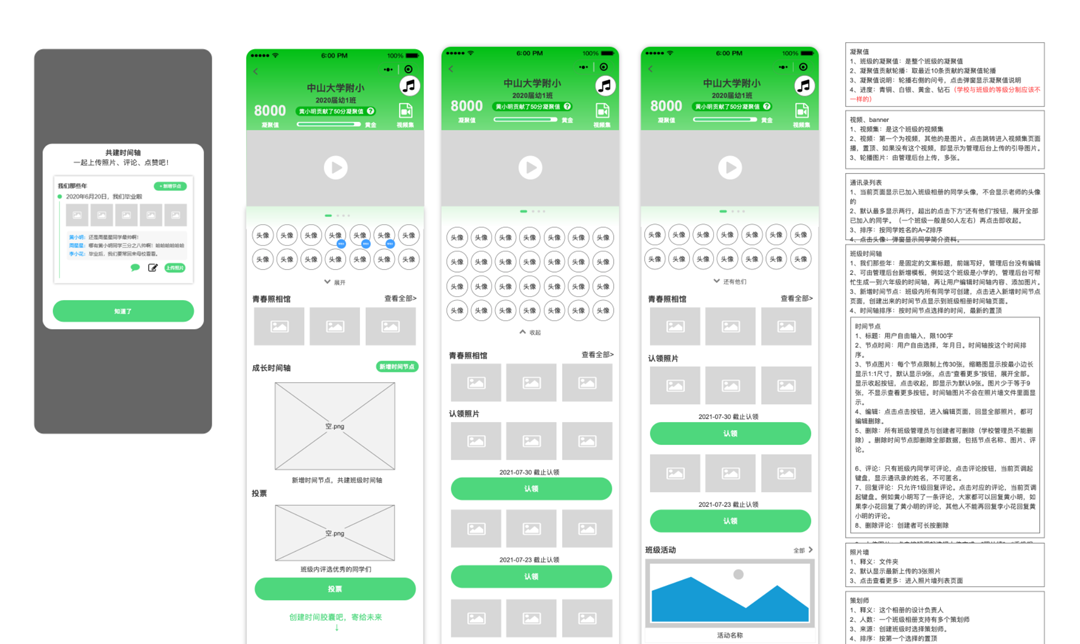 共建时间轴
一起上传照片、评论、点赞吧！
我们那些年
+ 新增节点
2020年6月20日，我们毕业啦
上传图片
知道了
6:00 PM
100%
中山大学附小
2020届幼1班
8000
黄小明贡献了50分凝聚值
?
凝聚值
黄金
视频集
头像 头像 头像 头像 头像 头像 头像
头像 头像 头像 头像 头像 头像 头像
展开
青春照相馆
查看全部>
成长时间轴
新增时间节点
空.png
新增时间节点，共建班级时间轴
投票
空.png
班级内评选优秀的同学们
投票
创建时间胶囊吧，寄给未来
↓
6:00 PM
100%
中山大学附小
2020届幼1班
8000
黄小明贡献了50分凝聚值
?
凝聚值
黄金
视频集
头像 头像 头像 头像 头像 头像 头像
头像 头像 头像 头像 头像 头像 头像
头像 头像 头像 头像 头像 头像 头像
头像 头像 头像 头像 头像 头像 头像
收起
青春照相馆
查看全部>
认领照片
2021-07-30 截止认领
认领
2021-07-23 截止认领
认领
6:00 PM
100%
中山大学附小
2020届幼1班
8000
黄小明贡献了50分凝聚值
?
凝聚值
黄金
视频集
头像 头像 头像 头像 头像 头像 头像
头像 头像 头像 头像 头像 头像 头像
还有他们
青春照相馆
查看全部>
认领照片
2021-07-30 截止认领
认领
2021-07-23 截止认领
认领
班级活动
全部 >
活动名称
凝聚值
1、班级的凝聚值：是整个班级的凝聚值
2、凝聚值贡献轮播：取最近10条贡献的凝聚值轮播
3、凝聚值说明：轮播右侧的问号，点击弹窗显示凝聚值说明
4、进度：青铜，白银、黄金、钻石（学校与班级的等级分制应该不
一样的）
视频、banner
1、视频集：是这个班级的视频集
2、视频：第一个为视频，其他的是图片。点击跳转进入视频集页面
播，置顶，如果没有这个视频，即显示为管理后台上传的引导图片。
3、轮播图片：由管理后台上传，多张。
通讯录列表
1、当前页面显示已加入班级相册的同学头像，不会显示老师的头像
的
2、默认最多显示两行，超出的点击下方“还有他们”按钮，展开全部
已加入的同学。（一个班级一般是50人左右）再点击即收起。
3、排序：按同学姓名的A~Z排序
4、点击头像：弹窗显示同学简介资料。
班级时间轴
1、我们那些年：是固定的文案标题，前端写好，管理后台没有编辑
2、可由管理后台新增模板，例如这个班级是小学的，管理后台可帮
忙生成一到六年级的时间轴，再让用户编辑时间轴内容，添加图片。
3、新增时间节点：班级内所有同学可创建，点击进入新增时间节点
页面，创建出来的时间节点显示到班级相册时间轴页面。
4、时间轴排序：按时间节点选择的时间，最新的置顶
时间节点
1、标题：用户自由输入，限100字
2、节点时间：用户自由选择，年月日。时间轴按这个时间排
序。
3、节点图片：每个节点限制上传30张，缩略图显示按最小边长
显示1:1尺寸，默认显示9张，点击“查看更多”按钮，展开全部。
显示收起按钮，点击收起，即显示为默认9张。图片少于等于9
张，不显示查看更多按钮。时间轴图片不会在照片墙文件里面显
示。
4、编辑：点击点击按钮，进入编辑页面，回显全部照片，都可
编辑删除。
5、删除：所有班级管理员与创建者可删除（学校管理员不能删
除）。删除时间节点即删除全部数据，包括节点名称、图片、评
论。
6、评论：只有班级内同学可评论，点击评论按钮，当前页调起
键盘，显示通讯录的姓名，不可匿名。
7、回复评论：只允许1级回复评论。点击对应的评论，当前页调
起键盘。例如黄小明写了一条评论，大家都可以回复黄小明，如
果李小花回复了黄小明的评论，其他人不能再回复李小花回复黄
小明的评论。
8、删除评论：创建者可长按删除
照片墙
1、释义：文件夹
2、默认显示最新上传的3张照片
3、点击查看更多：进入照片墙列表页面
策划师
1、释义：这个相册的设计负责人
2、人数：一个班级相册支持有多个策划师
3、来源：创建班级时选择策划师。
4、排序：按第一个选择的置顶